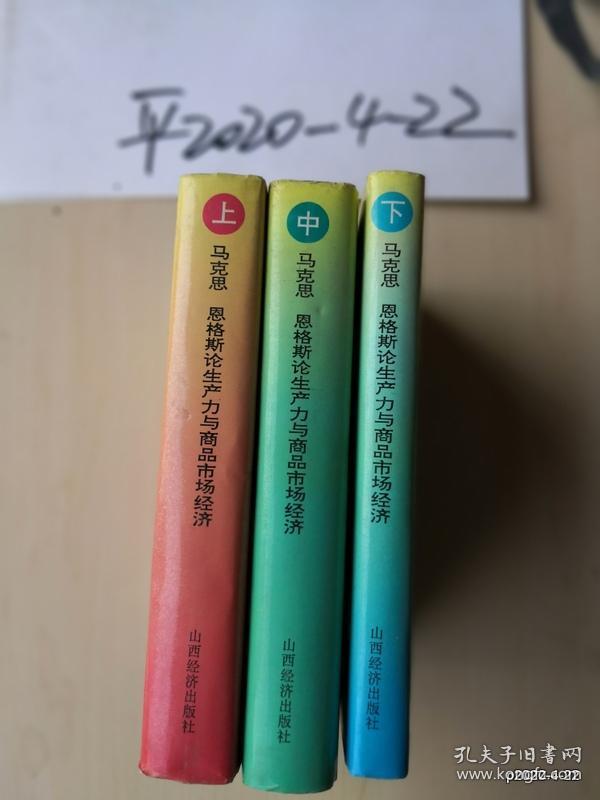 平2020-4-22
上
马克思 恩格斯论生产力与商品市场经济
山西经济出版社
中
马克思 恩格斯论生产力与商品市场经济
山西经济出版社
下
马克思 恩格斯论生产力与商品市场经济
山西经济出版社
孔夫子旧书网